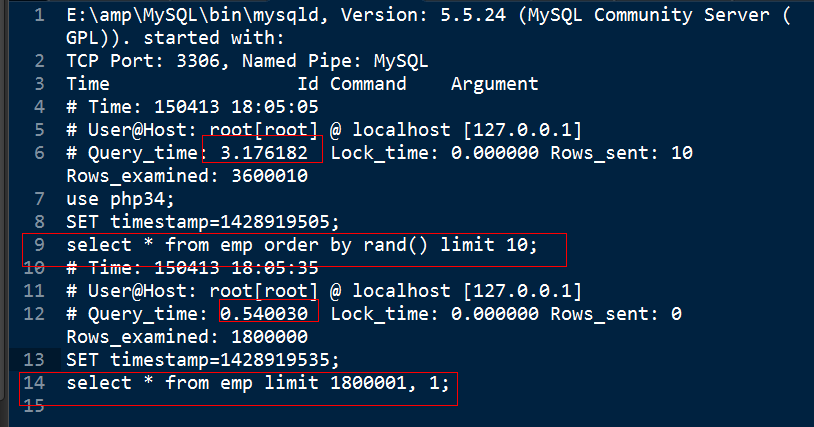 1 E:\amp\MySQL\bin\mysqld, Version: 5.5.24 (MySQL Community Server (
GPL)). started with:
2 TCP Port: 3306, Named Pipe: MySQL
3 Time Id Command Argument
4 # Time: 150413 18:05:05
5 # User@Host: root[root] @ localhost [127.0.0.1]
6 # Query_time: 3.176182 Lock_time: 0.000000 Rows_sent: 10
Rows_examined: 3600010
7 use php34;
8 SET timestamp=1428919505;
9 select * from emp order by rand() limit 10;
10 # Time: 150413 18:05:35
11 # User@Host: root[root] @ localhost [127.0.0.1]
12 # Query_time: 0.540030 Lock_time: 0.000000 Rows_sent: 0
Rows_examined: 1800000
13 SET timestamp=1428919535;
14 select * from emp limit 1800001, 1;
15